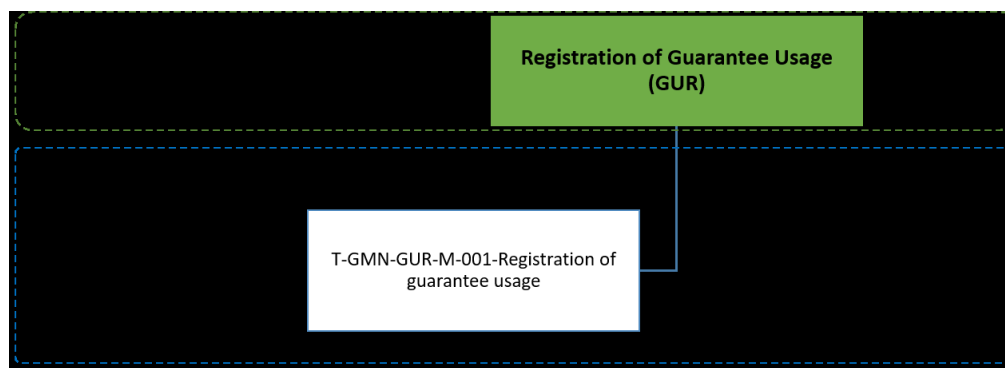 Registration of Guarantee Usage
(GUR)
T-GMN-GUR-M-001-Registration of
guarantee usage